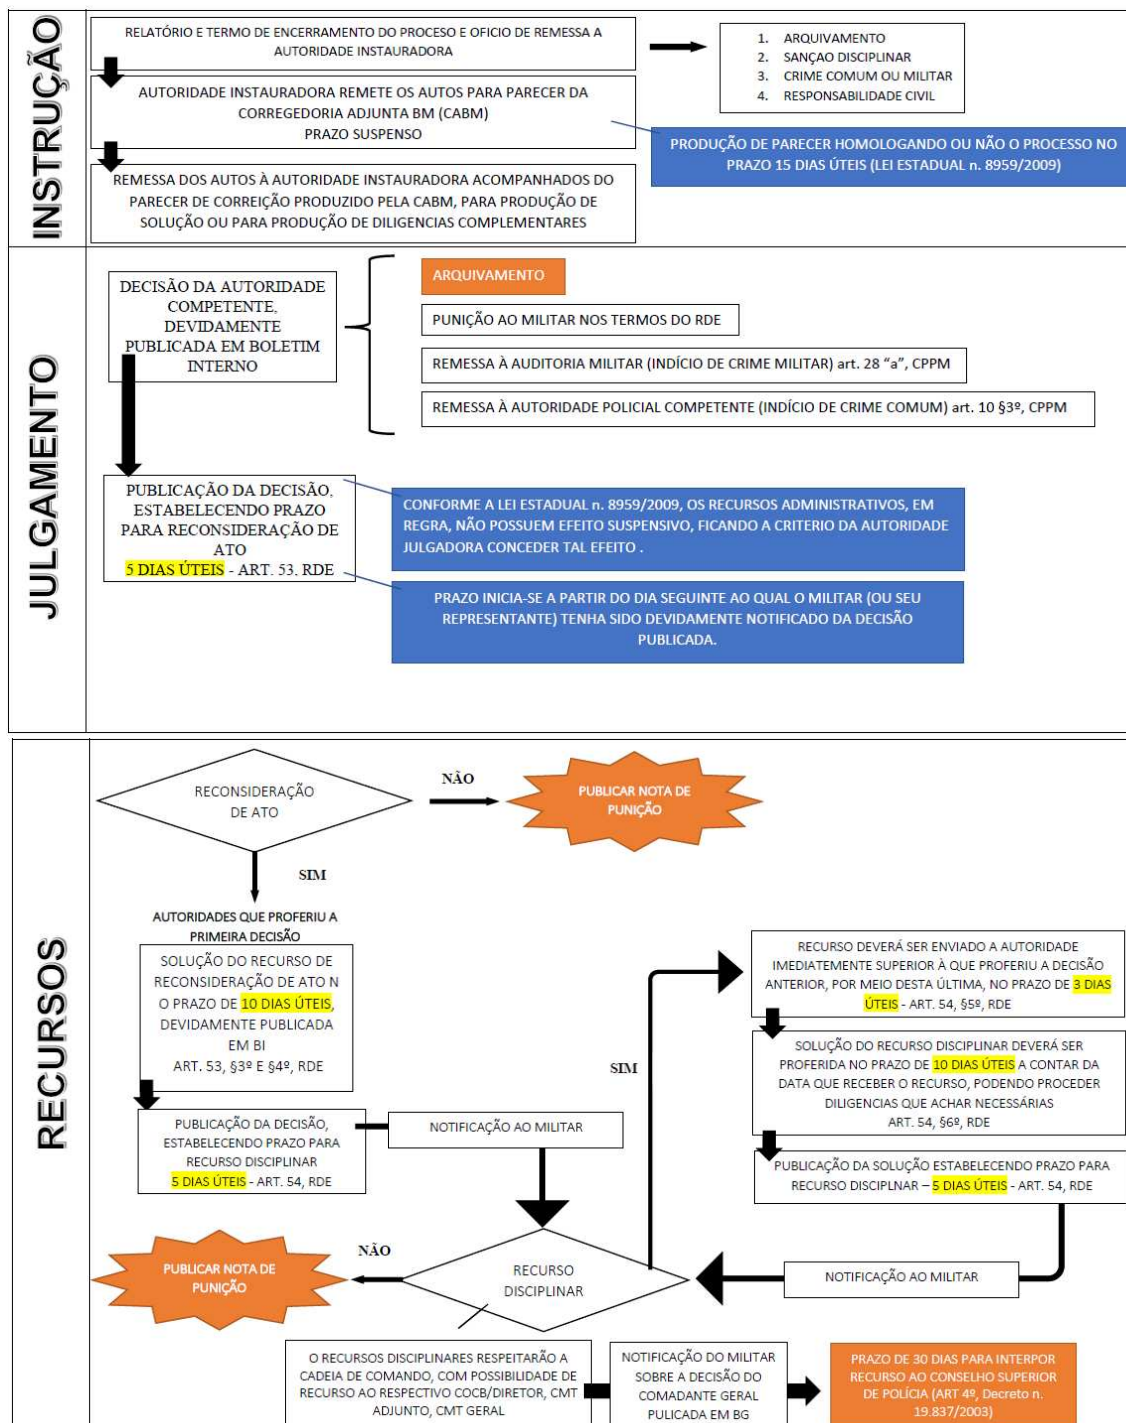 INSTRUÇÃO
RELATÓRIO E TERMO DE ENCERRAMENTO DO PROCESO E OFICIO DE REMESSA A
AUTORIDADE INSTAURADORA
1. ARQUIVAMENTO
2. SANÇAO DISCIPLINAR
3. CRIME COMUM OU MILITAR
4. RESPONSABILIDADE CIVIL
AUTORIDADE INSTAURADORA REMETE OS AUTOS PARA PARECER DA
CORREGEDORIA ADJUNTA BM (CABM)
PRAZO SUSPENSO
PRODUÇÃO DE PARECER HOMOLOGANDO OU NÃO O PROCESSO NO
PRAZO 15 DIAS ÚTEIS (LEI ESTADUAL n. 8959/2009)
REMESSA DOS AUTOS À AUTORIDADE INSTAURADORA ACOMPANHADOS DO
PARECER DE CORREIÇÃO PRODUZIDO PELA CABM, PARA PRODUÇÃO DE
SOLUÇÃO OU PARA PRODUÇÃO DE DILIGENCIAS COMPLEMENTARES
JULGAMENTO
DECISÃO DA AUTORIDADE
COMPETENTE,
DEVIDAMENTE
PUBLICADA EM BOLETIM
INTERNO
ARQUIVAMENTO
PUNIÇÃO AO MILITAR NOS TERMOS DO RDE
REMESSA À AUDITORIA MILITAR (INDÍCIO DE CRIME MILITAR) art. 28 “a”, CPPM
REMESSA À AUTORIDADE POLICIAL COMPETENTE (INDÍCIO DE CRIME COMUM) art. 10 §3º, CPPM
PUBLICAÇÃO DA DECISÃO,
ESTABELECENDO PRAZO
PARA RECONSIDERAÇÃO DE
ATO
5 DIAS ÚTEIS - ART. 53, RDE
CONFORME A LEI ESTADUAL n. 8959/2009, OS RECURSOS ADMINISTRATIVOS, EM
REGRA, NÃO POSSUEM EFEITO SUSPENSIVO, FICANDO A CRITERIO DA AUTORIDADE
JULGADORA CONCEDER TAL EFEITO .
PRAZO INICIA-SE A PARTIR DO DIA SEGUINTE AO QUAL O MILITAR (OU SEU
REPRESENTANTE) TENHA SIDO DEVIDAMENTE NOTIFICADO DA DECISÃO
PUBLICADA.
RECURSOS
RECONSIDERAÇÃO
DE ATO
NÃO
PUBLICAR NOTA DE
PUNIÇÃO
SIM
AUTORIDADES QUE PROFERIU A
PRIMEIRA DECISÃO
SOLUÇÃO DO RECURSO DE
RECONSIDERAÇÃO DE ATO N
O PRAZO DE 10 DIAS ÚTEIS,
DEVIDAMENTE PUBLICADA
EM BI
ART. 53, §3º E §4º, RDE
PUBLICAÇÃO DA DECISÃO,
ESTABELECENDO PRAZO PARA
RECURSO DISCIPLINAR
5 DIAS ÚTEIS - ART. 54, RDE
NOTIFICAÇÃO AO MILITAR
SIM
RECURSO DEVERÁ SER ENVIADO A AUTORIDADE
IMEDIATEMENTE SUPERIOR À QUE PROFERIU A DECISÃO
ANTERIOR, POR MEIO DESTA ÚLTIMA, NO PRAZO DE 3 DIAS
ÚTEIS - ART. 54, §5º, RDE
SOLUÇÃO DO RECURSO DISCIPLINAR DEVERÁ SER
PROFERIDA NO PRAZO DE 10 DIAS ÚTEIS A CONTAR DA
DATA QUE RECEBER O RECURSO, PODENDO PROCEDER
DILIGENCIAS QUE ACHAR NECESSÁRIAS
ART. 54, §6º, RDE
PUBLICAÇÃO DA SOLUÇÃO ESTABELECENDO PRAZO PARA
RECURSO DISCIPLNAR – 5 DIAS ÚTEIS - ART. 54, RDE
NOTIFICAÇÃO AO MILITAR
RECURSO
DISCIPLINAR
NÃO
PUBLICAR NOTA DE
PUNIÇÃO
O RECURSOS DISCIPLINARES RESPEITARÃO A
CADEIA DE COMANDO, COM POSSIBILIDADE DE
RECURSO AO RESPECTIVO COCB/DIRETOR, CMT
ADJUNTO, CMT GERAL
NOTIFICAÇÃO DO MILITAR
SOBRE A DECISÃO DO
COMADANTE GERAL
PULICADA EM BG
PRAZO DE 30 DIAS PARA INTERPOR
RECURSO AO CONSELHO SUPERIOR
DE POLÍCIA (ART 4º, Decreto n.
19.837/2003)